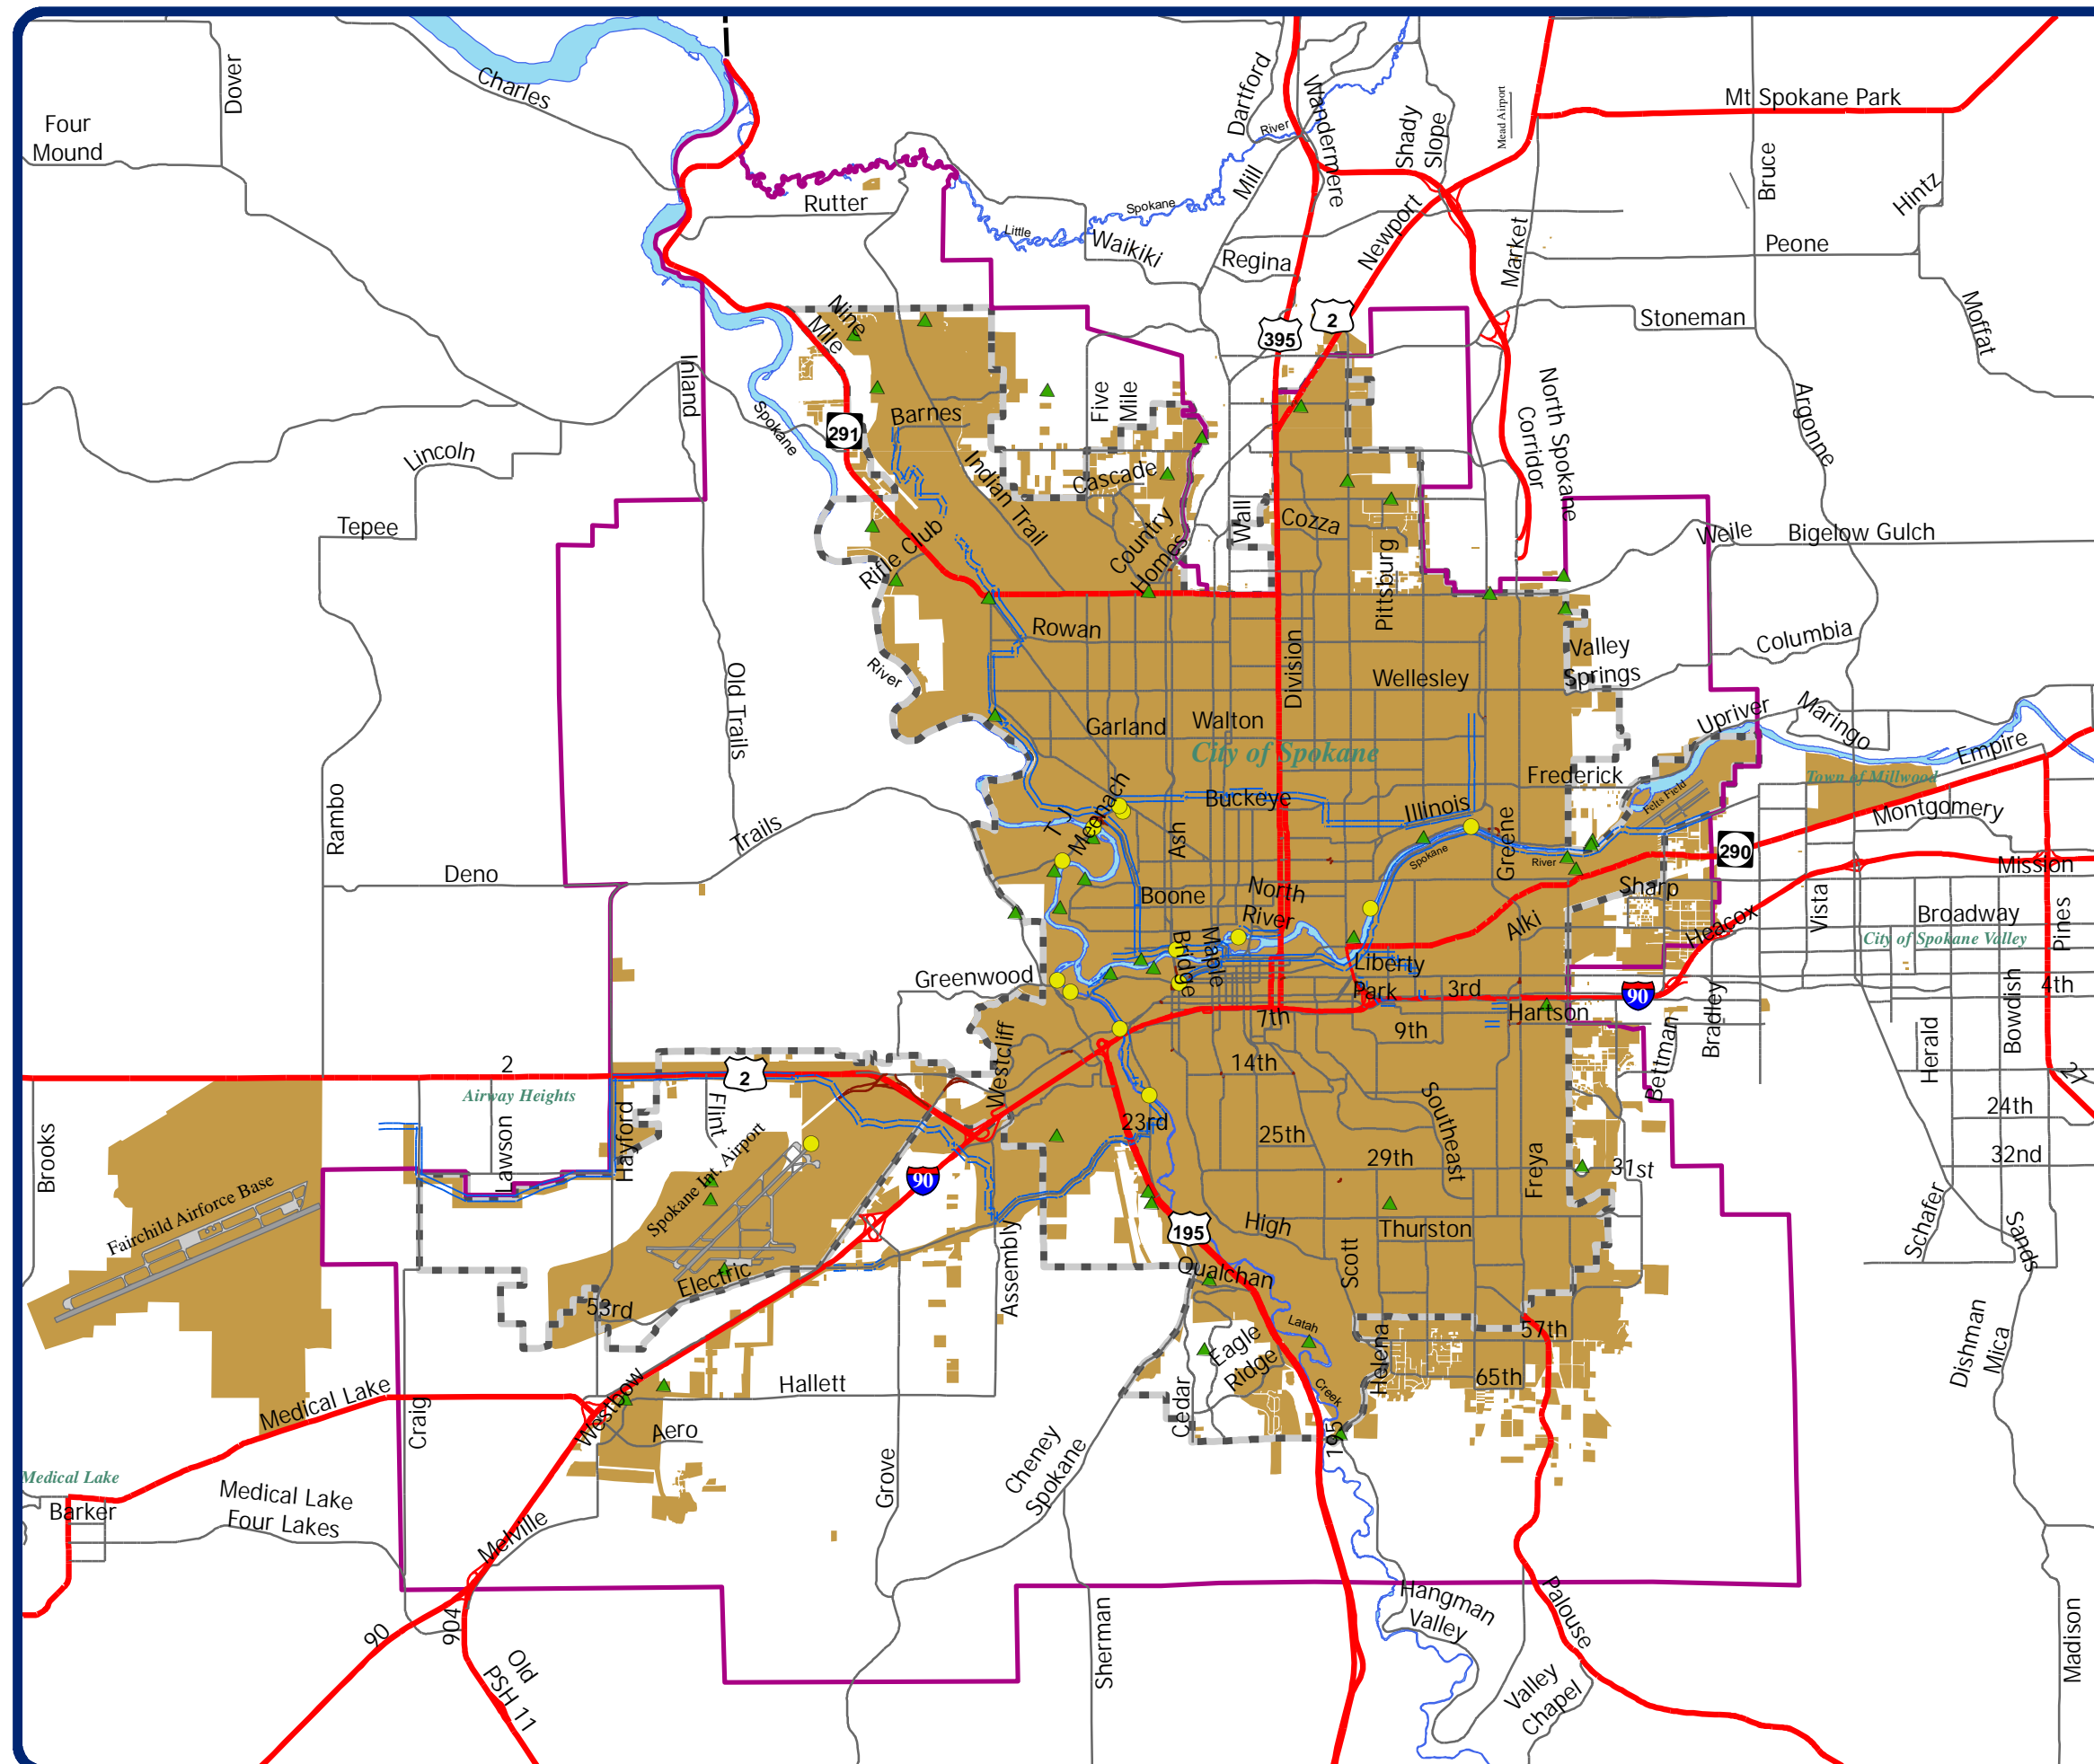 Dover
Charles
Four
Mound
Dartford
Wandermere
River
Shady
Slope
Mead Airport
Mt Spokane Park
Bruce
Hintz
Mill
Rutter
Spokane
Little
Waikiki
Regina
Newport
Market
Peone
Moffat
Nine
Mile
Inland
395
2
Stoneman
Spokane
291
Barnes
Five
Mile
North Spokane
Corridor
Argonne
Lincoln
Indian Trail
Cascade
Country
Homes
Wall
Cozza
Pittsburg
Tepee
Rifle Club
Weile
Bigelow Gulch
Rowan
Division
Valley
Springs
Columbia
River
Old Trails
Wellesley
Garland
Walton
City of Spokane
Upriver
Maringo
Empire
Frederick
Town of Millwood
Felts Field
Rambo
Trails
T J
Meenach
Buckeye
Illinois
Greene
Montgomery
Ash
Spokane
River
290
Mission
Deno
Boone
North
River
Sharp
Vista
Broadway
Pines
Alki
Heacox
City of Spokane Valley
Bridge
Maple
Liberty
Park
Greenwood
3rd
90
4th
7th
9th
Hartson
Bradley
Bettman
Herald
Bowdish
Westcliff
14th
2
2
27
Airway Heights
Flint
Lawson
Hayford
Southeast
24th
23rd
25th
Brooks
29th
Freya
31st
32nd
Spokane Int. Airport
90
Fairchild Airforce Base
195
High
Thurston
Schafer
Sands
Assembly
Scott
Qualchan
Electric
53rd
Latah
57th
Helena
Eagle
Ridge
Dishman
Mica
65th
Creek
Cedar
Hallett
Westbow
Medical Lake
Craig
Aero
195
Grove
Cheney
Spokane
Medical Lake
Barker
Medical Lake
Four Lakes
Melville
Hangman
Valley
Palouse
Sherman
Madison
90
904
Old
PSH 11
Valley
Chapel